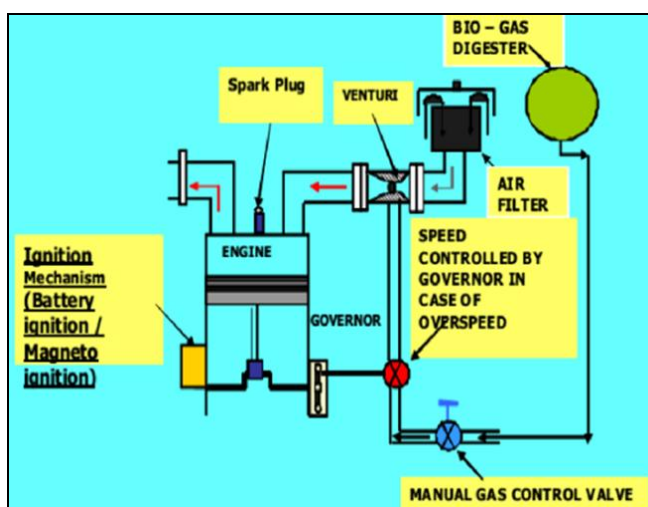 BIO – GAS
DIGESTER
Spark Plug
VENTURI
AIR
FILTER
ENGINE
SPEED
CONTROLLED BY
GOVERNOR IN
CASE OF
OVERSPEED
Ignition
Mechanism
(Battery
ignition /
Magneto
ignition)
GOVERNOR
MANUAL GAS CONTROL VALVE